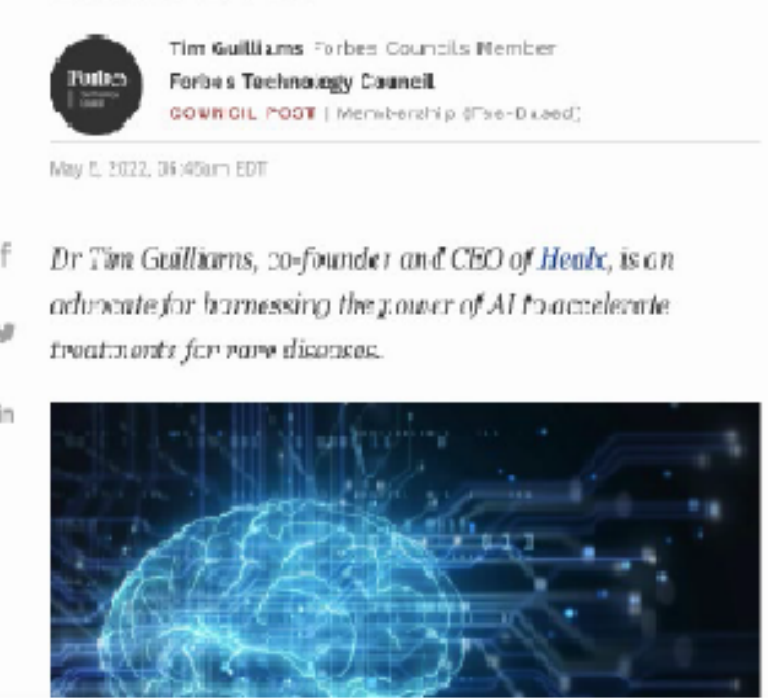 Tim Guilliams Forbes Councils Member
Forbes
Forbes Technology Council
COUNCIL POST | Membership (Fee-Based)
May 2022, 06:45am EDT
f
Dr Tim Guilliams, co-founder and CEO of Healx, is an
advocate for harnessing the power of AI to accelerate
treatments for rare diseases.
in